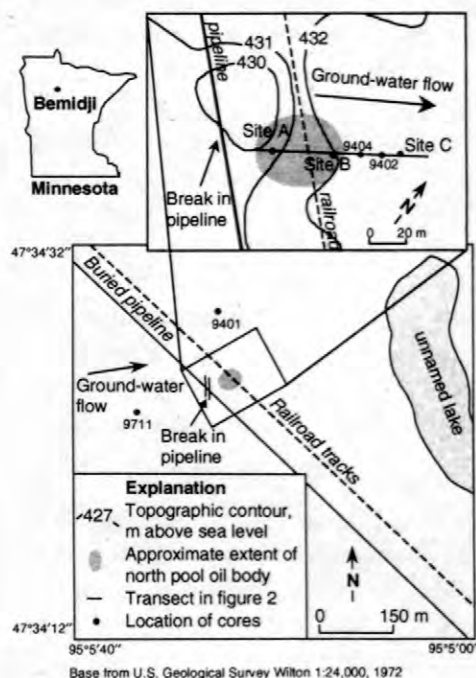 Bemidji
Minnesota
pipeline
431
430
432
Ground-water flow
Site A
Site B
9404
9402
Site C
Break in
pipeline
railroad
N
0 20 m
47°34'32"
Buried pipeline
9401
Ground-water
flow
9711
Break in
pipeline
Railroad tracks
unnamed lake
Explanation
427 Topographic contour,
m above sea level
Approximate extent of
north pool oil body
Transect in figure 2
Location of cores
N
0 150 m
47°34'12"
95°5'40" 95°5'00"
Base from U.S. Geological Survey Wilton 1:24,000, 1972